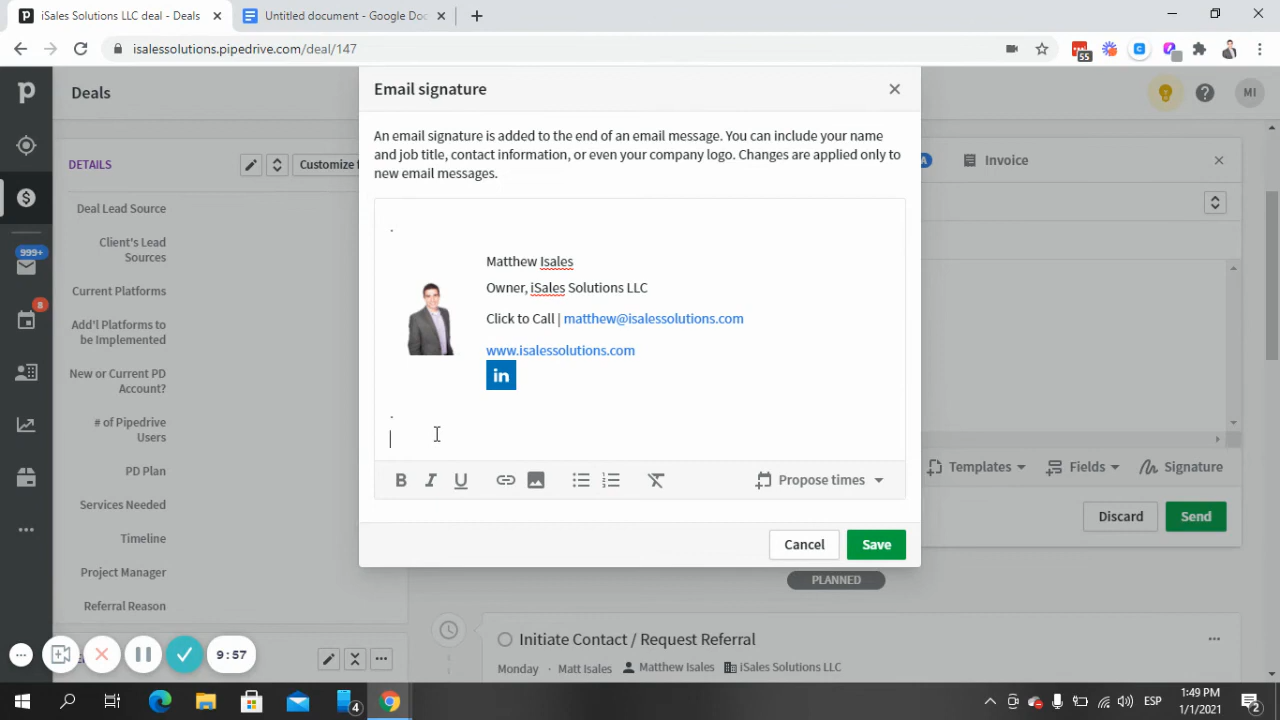 iSales Solutions LLC deal - Deals
Untitled document - Google Doc
isalessolutions.pipedrive.com/deal/147
55
Deals
MI
DETAILS
Customize f
Deal Lead Source
Client's Lead
Sources
999+
Current Platforms
Add'l Platforms to
be Implemented
New or Current PD
Account?
# of Pipedrive
Users
PD Plan
Services Needed
Timeline
Project Manager
Referral Reason
Email signature
An email signature is added to the end of an email message. You can include your name
and job title, contact information, or even your company logo. Changes are applied only to
new email messages.
.
Matthew Isales
Owner, iSales Solutions LLC
Click to Call | matthew@isalessolutions.com
www.isalessolutions.com
in
.
B I U
Propose times
Cancel
Save
Invoice
Templates
Fields
Signature
Discard
Send
PLANNED
Initiate Contact / Request Referral
Monday · Matt Isales
Matthew Isales
iSales Solutions LLC
9:57
4
ESP
1:49 PM
1/1/2021
2